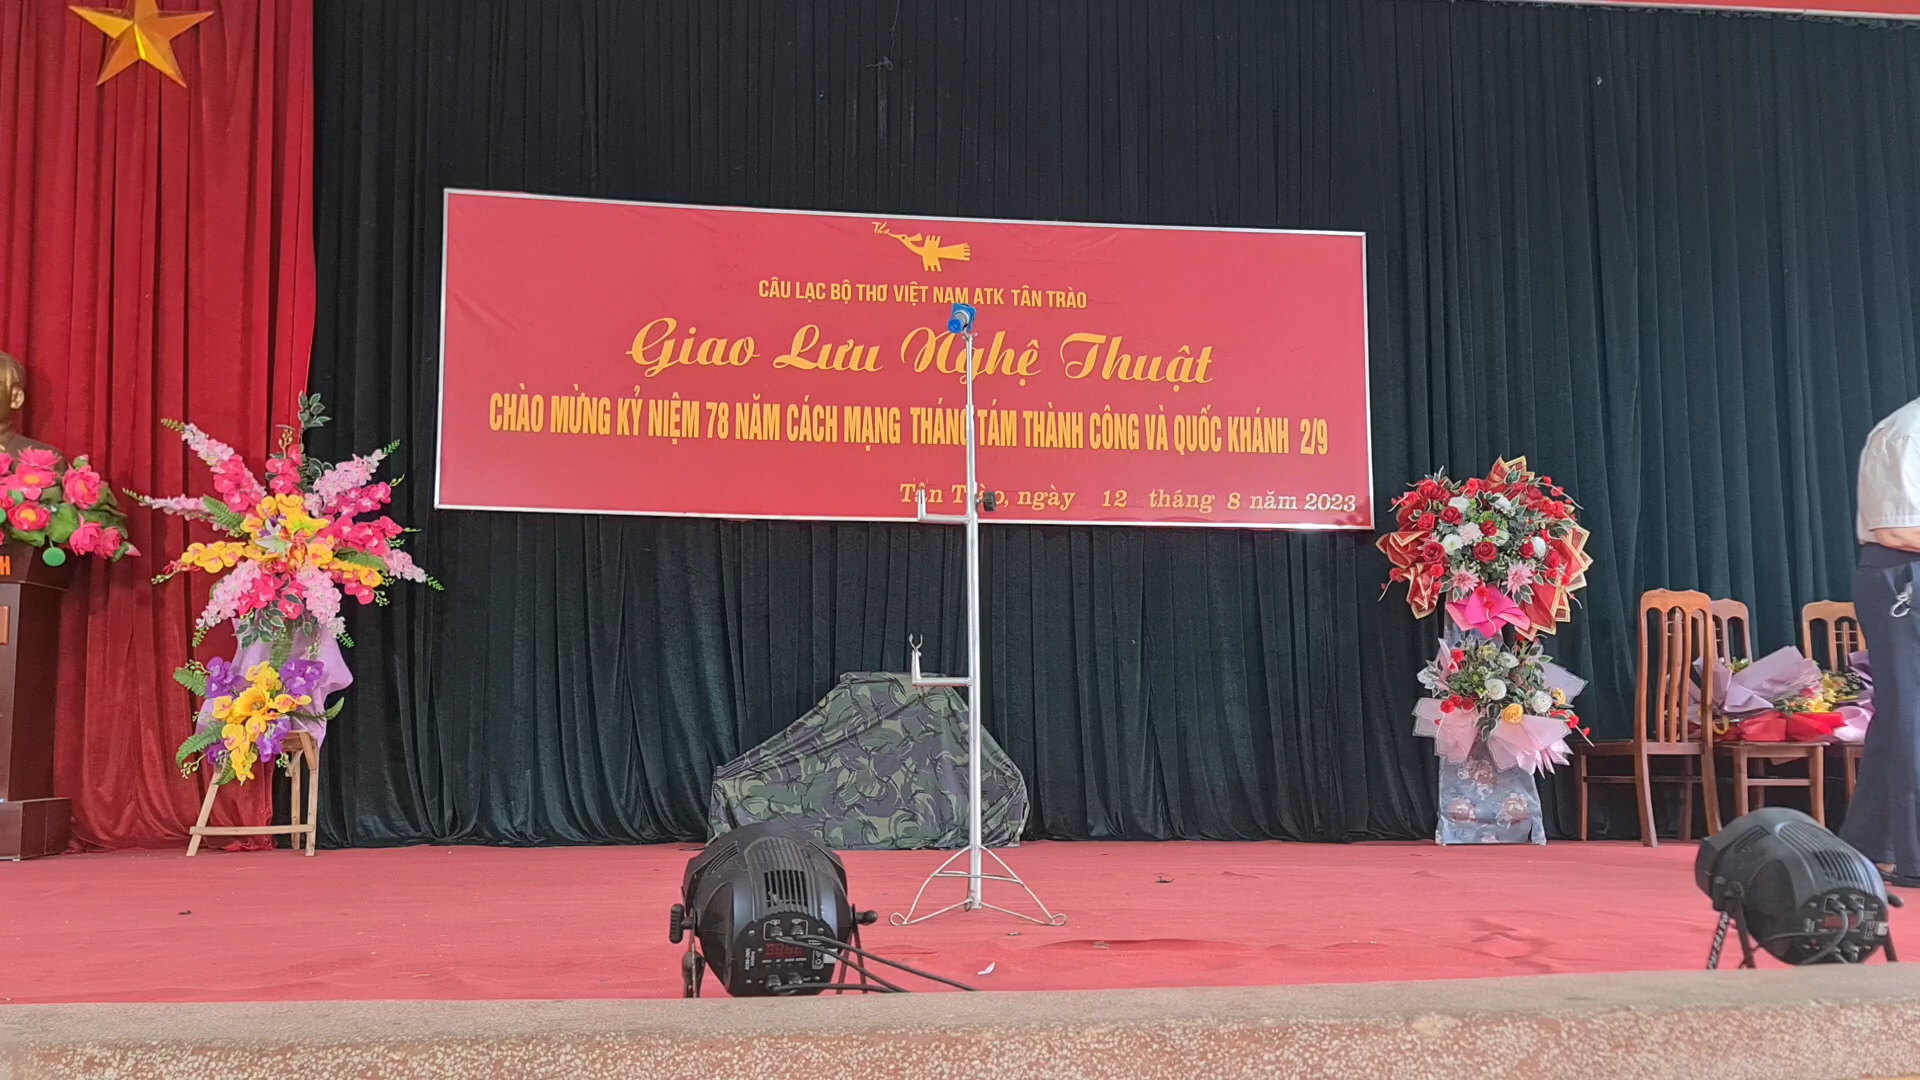 Thơ
CÂU LẠC BỘ THƠ VIỆT NAM ATK TÂN TRÀO
Giao Lưu Nghệ Thuật
CHÀO MỪNG KỶ NIỆM 78 NĂM CÁCH MẠNG THÁNG TÁM THÀNH CÔNG VÀ QUỐC KHÁNH 2/9
Tân Trào, ngày 12 tháng 8 năm 2023
H